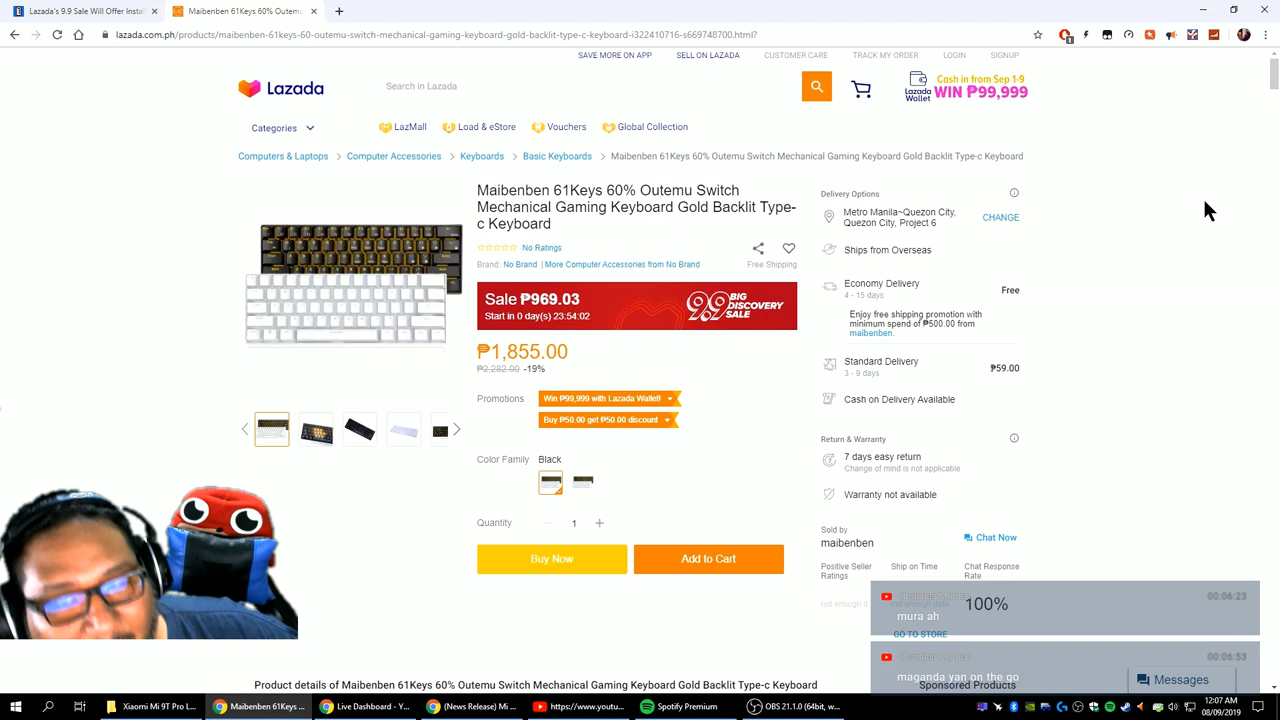 Lazada's 9.9 Sale Will Offer Instal
Maibenben 61Keys 60% Outemu
lazada.com.ph/products/maibenben-61keys-60-outemu-switch-mechanical-gaming-keyboard-gold-backlit-type-c-keyboard-i322410716-s669748700.html?
SAVE MORE ON APP
SELL ON LAZADA
CUSTOMER CARE
TRACK MY ORDER
LOGIN
SIGNUP
Lazada
Search in Lazada
Lazada Wallet
Cash in from Sep 1-9
WIN ₱99,999
Categories
LazMall
Load & eStore
Vouchers
Global Collection
Computers & Laptops
Computer Accessories
Keyboards
Basic Keyboards
Maibenben 61Keys 60% Outemu Switch Mechanical Gaming Keyboard Gold Backlit Type-c Keyboard
Maibenben 61Keys 60% Outemu Switch
Mechanical Gaming Keyboard Gold Backlit Type-
c Keyboard
No Ratings
Brand: No Brand | More Computer Accessories from No Brand
Free Shipping
Sale ₱969.03
Start in 0 day(s) 23:54:02
9.9 BIG DISCOVERY SALE
₱1,855.00
₱2,282.00 -19%
Promotions
Win ₱99,999 with Lazada Wallet!
Buy ₱50.00 get ₱50.00 discount
Color Family
Black
Quantity
1
Buy Now
Add to Cart
Delivery Options
Metro Manila~Quezon City,
Quezon City, Project 6
CHANGE
Ships from Overseas
Economy Delivery
4 - 15 days
Free
Enjoy free shipping promotion with
minimum spend of ₱500.00 from
maibenben.
Standard Delivery
3 - 9 days
₱59.00
Cash on Delivery Available
Return & Warranty
7 days easy return
Change of mind is not applicable
Warranty not available
Sold by
maibenben
Chat Now
Positive Seller
Ratings
Ship on Time
Chat Response
Rate
not enough d
100%
00:06:23
mura ah
GO TO STORE
00:06:53
maganda yan on the go
Sponsored Products
Messages
Product details of Maibenben 61Keys 60% Outemu Switch Mechanical Gaming Keyboard Gold Backlit Type-c Keyboard
Xiaomi Mi 9T Pro L...
Maibenben 61Keys ...
Live Dashboard - Y...
(News Release) Mi ...
https://www.youtu...
Spotify Premium
OBS 21.1.0 (64bit, w...
12:07 AM
08/09/2019